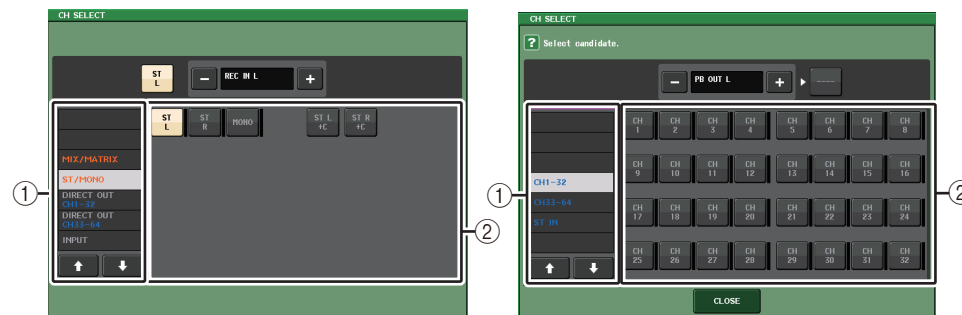 CH SELECT
ST L
−
REC IN L
+
①
MIX/MATRIX
ST/MONO
DIRECT OUT
CH1–32
DIRECT OUT
CH33–64
INPUT
ST L
ST R
MONO
ST L +C
ST R +C
②
CH SELECT
? Select candidate.
−
PB OUT L
+
----
①
CH1–32
CH33–64
ST IN
CH 1 CH 2 CH 3 CH 4 CH 5 CH 6 CH 7 CH 8
CH 9 CH 10 CH 11 CH 12 CH 13 CH 14 CH 15 CH 16
CH 17 CH 18 CH 19 CH 20 CH 21 CH 22 CH 23 CH 24
CH 25 CH 26 CH 27 CH 28 CH 29 CH 30 CH 31 CH 32
②
CLOSE